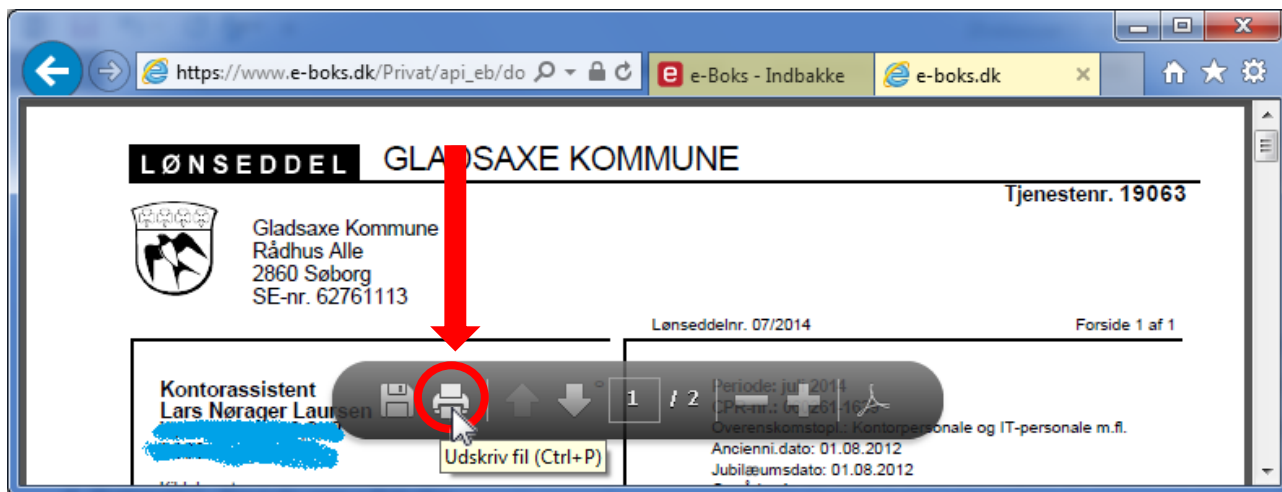 https://www.e-boks.dk/Privat/api_eb/do
e-Boks - Indbakke
e-boks.dk
LØNSEDDEL GLADSAXE KOMMUNE
Tjenestenr. 19063
Gladsaxe Kommune
Rådhus Alle
2860 Søborg
SE-nr. 62761113
Lønseddelnr. 07/2014
Forside 1 af 1
Kontorassistent
Lars Nørager Laursen
1 / 2
Periode: juli 2014
CPR-nr.:
Overenskomstopl.: Kontorpersonale og IT-personale m.fl.
Ancienni.dato: 01.08.2012
Jubilæumsdato: 01.08.2012
Udskriv fil (Ctrl+P)